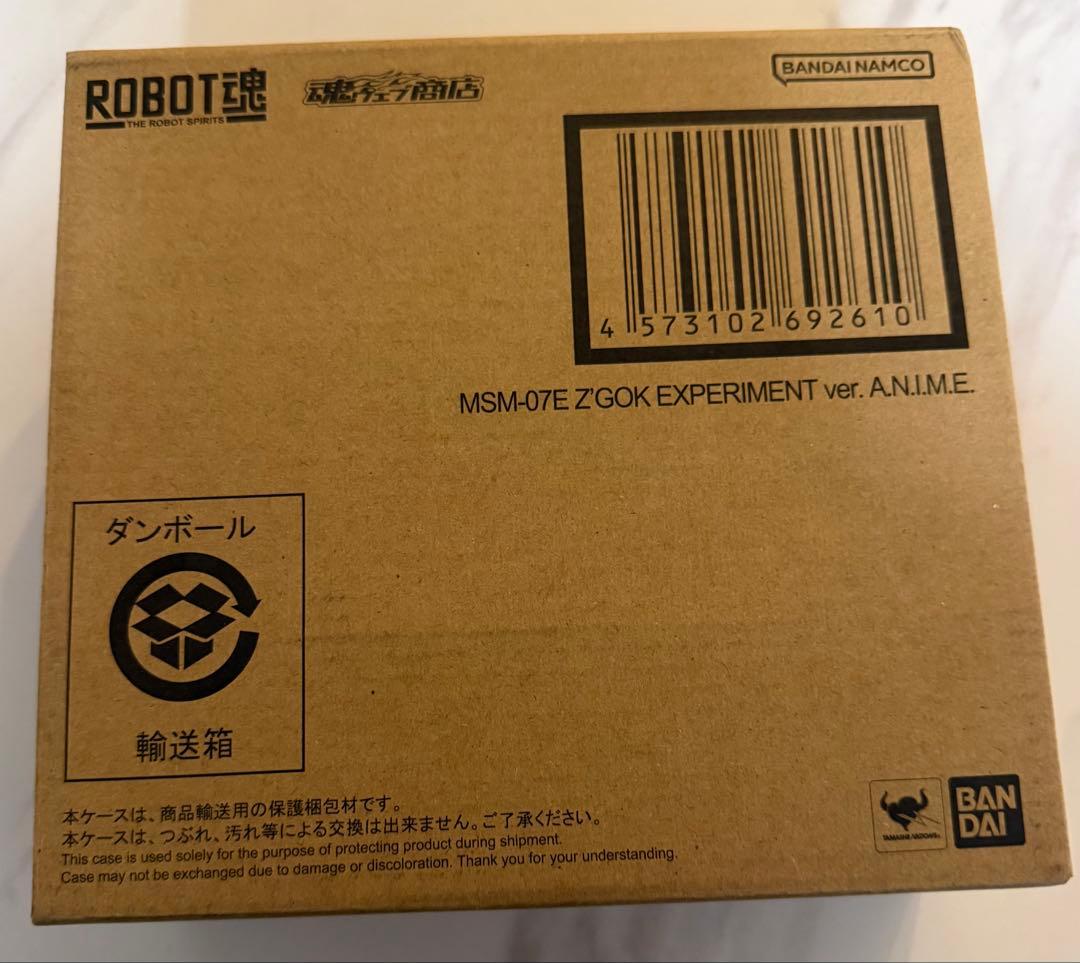 ROBOT魂
THE ROBOT SPIRITS
魂ウェブ商店
BANDAI NAMCO
4 573102 692610
MSM-07E Z'GOK EXPERIMENT ver. A.N.I.M.E.
ダンボール
輸送箱
本ケースは、商品輸送用の保護梱包材です。
本ケースは、つぶれ、汚れ等による交換は出来ません。ご了承ください。
This case is used solely for the purpose of protecting product during shipment.
Case may not be exchanged due to damage or discoloration. Thank you for your understanding.
TAMASHII NATIONS
BAN
DAI